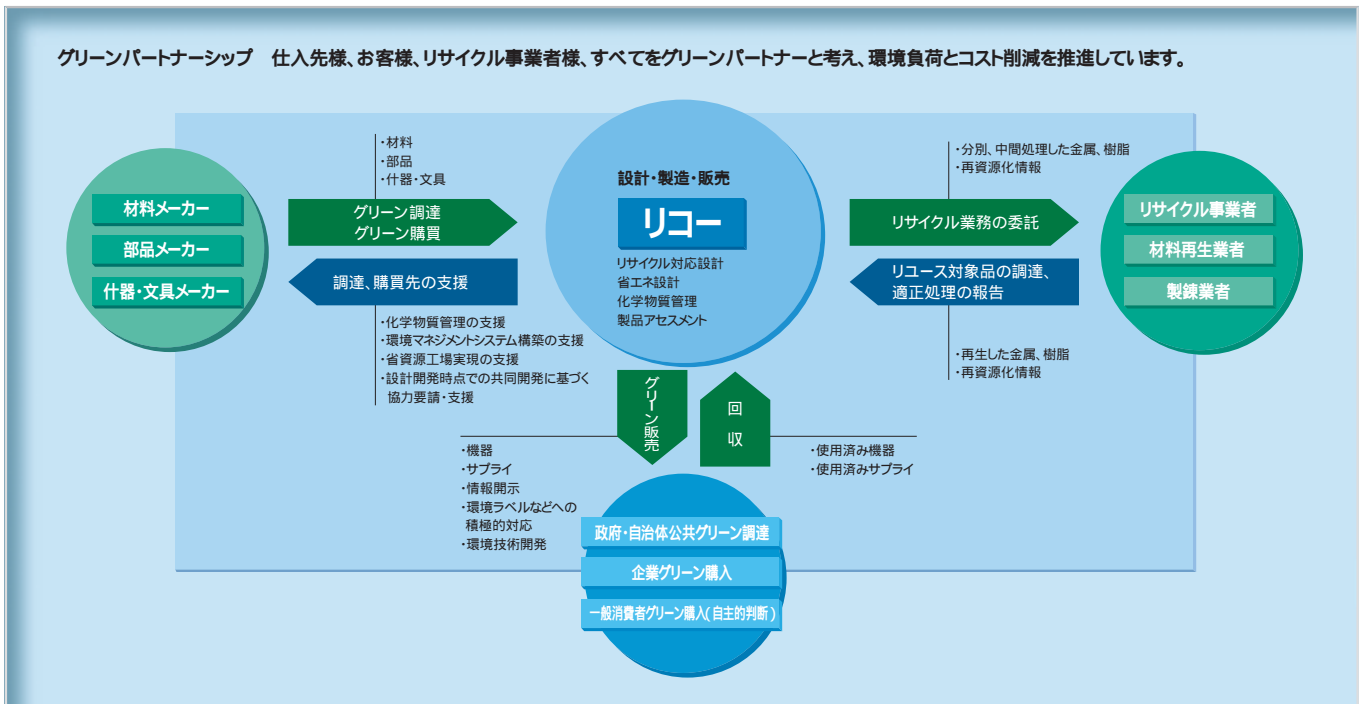 グリーンパートナーシップ　仕入先様、お客様、リサイクル事業者様、すべてをグリーンパートナーと考え、環境負荷とコスト削減を推進しています。
材料メーカー
部品メーカー
什器・文具メーカー
・材料
・部品
・什器・文具
グリーン調達
グリーン購買
調達、購買先の支援
・化学物質管理の支援
・環境マネジメントシステム構築の支援
・省資源工場実現の支援
・設計開発時点での共同開発に基づく
協力要請・支援
設計・製造・販売
リコー
リサイクル対応設計
省エネ設計
化学物質管理
製品アセスメント
・分別、中間処理した金属、樹脂
・再資源化情報
リサイクル業務の委託
リユース対象品の調達、
適正処理の報告
・再生した金属、樹脂
・再資源化情報
リサイクル事業者
材料再生業者
製錬業者
グリーン販売
回収
・機器
・サプライ
・情報開示
・環境ラベルなどへの
積極的対応
・環境技術開発
・使用済み機器
・使用済みサプライ
政府・自治体公共グリーン調達
企業グリーン購入
一般消費者グリーン購入(自主的判断)